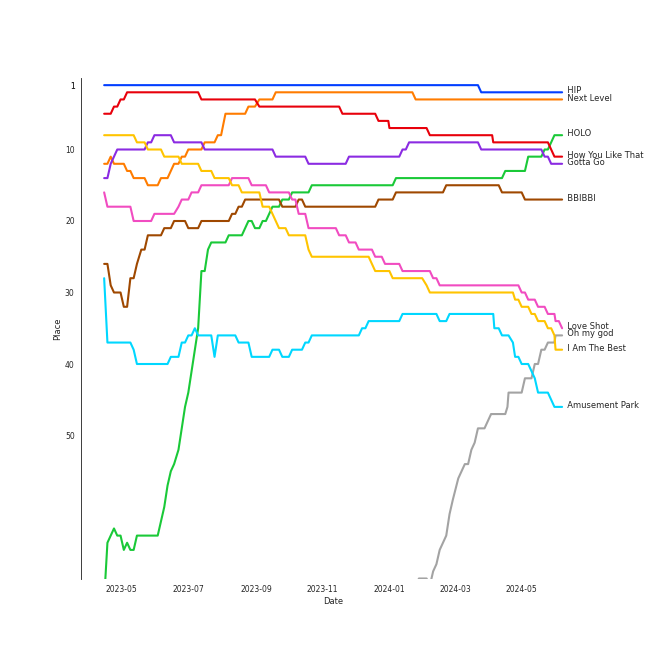 1
10
20
30
40
50
Place
2023-05
2023-07
2023-09
2023-11
2024-01
2024-03
2024-05
Date
HIP
Next Level
HOLO
How You Like That
Gotta Go
BBIBBI
Love Shot
Oh my god
I Am The Best
Amusement Park